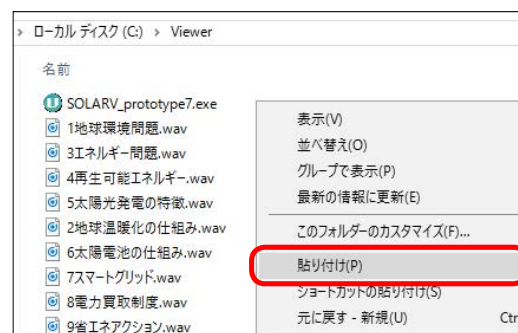 > ローカル ディスク (C:) > Viewer
名前
SOLARV_prototype7.exe
1地球環境問題.wav
3エネルギー問題.wav
4再生可能エネルギー.wav
5太陽光発電の特徴.wav
2地球温暖化の仕組み.wav
6太陽電池の仕組み.wav
7スマートグリッド.wav
8電力買取制度.wav
9省エネアクション.wav
表示(V)
並べ替え(O)
グループで表示(P)
最新の情報に更新(E)
このフォルダーのカスタマイズ(F)...
貼り付け(P)
ショートカットの貼り付け(S)
元に戻す - 新規(U) Ctr